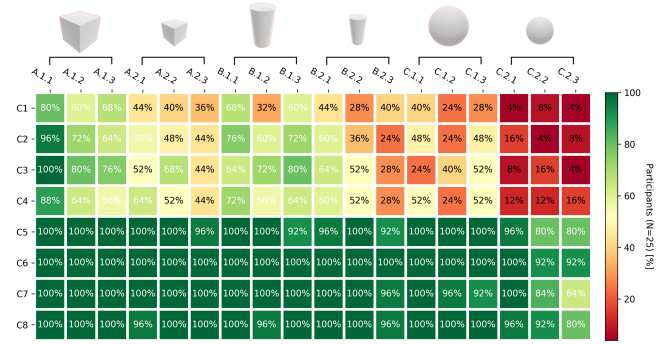 A.1.1 A.1.2 A.1.3 A.2.1 A.2.2 A.2.3 B.1.1 B.1.2 B.1.3 B.2.1 B.2.2 B.2.3 C.1.1 C.1.2 C.1.3 C.2.1 C.2.2 C.2.3
C1 80% 60% 68% 44% 40% 36% 68% 32% 60% 44% 28% 40% 40% 24% 28% 4% 8% 4%
C2 96% 72% 64% 56% 48% 44% 76% 60% 72% 60% 36% 24% 48% 24% 48% 16% 4% 8%
C3 100% 80% 76% 52% 68% 44% 64% 72% 80% 64% 52% 28% 24% 40% 52% 8% 16% 4%
C4 88% 64% 56% 64% 52% 44% 72% 56% 64% 60% 52% 28% 52% 24% 52% 12% 12% 16%
C5 100% 100% 100% 100% 100% 96% 100% 100% 92% 96% 100% 92% 100% 100% 100% 96% 80% 80%
C6 100% 100% 100% 100% 100% 100% 100% 100% 100% 100% 100% 100% 100% 100% 100% 100% 92% 92%
C7 100% 100% 100% 100% 100% 100% 100% 100% 100% 100% 100% 96% 100% 96% 92% 100% 84% 64%
C8 100% 100% 100% 96% 100% 100% 100% 96% 100% 100% 100% 100% 100% 100% 100% 96% 92% 80%
100
80
60
40
20
Participants (N=25) [%]